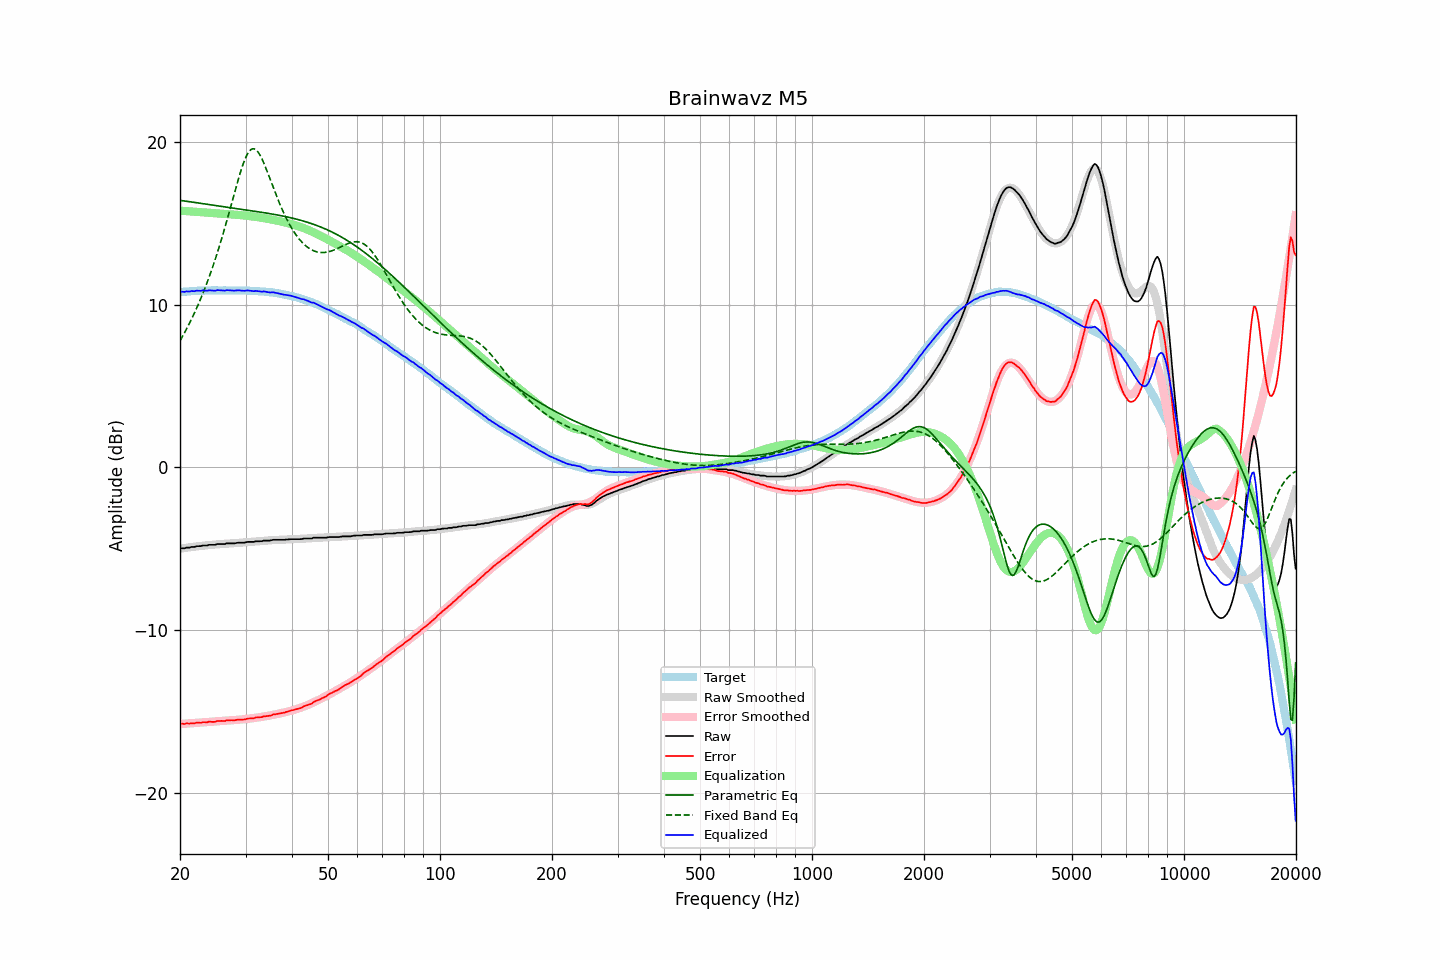 Brainwavz M5
Amplitude (dBr)
20
10
0
−10
−20
Target
Raw Smoothed
Error Smoothed
Raw
Error
Equalization
Parametric Eq
Fixed Band Eq
Equalized
20 50 100 200 500 1000 2000 5000 10000 20000
Frequency (Hz)